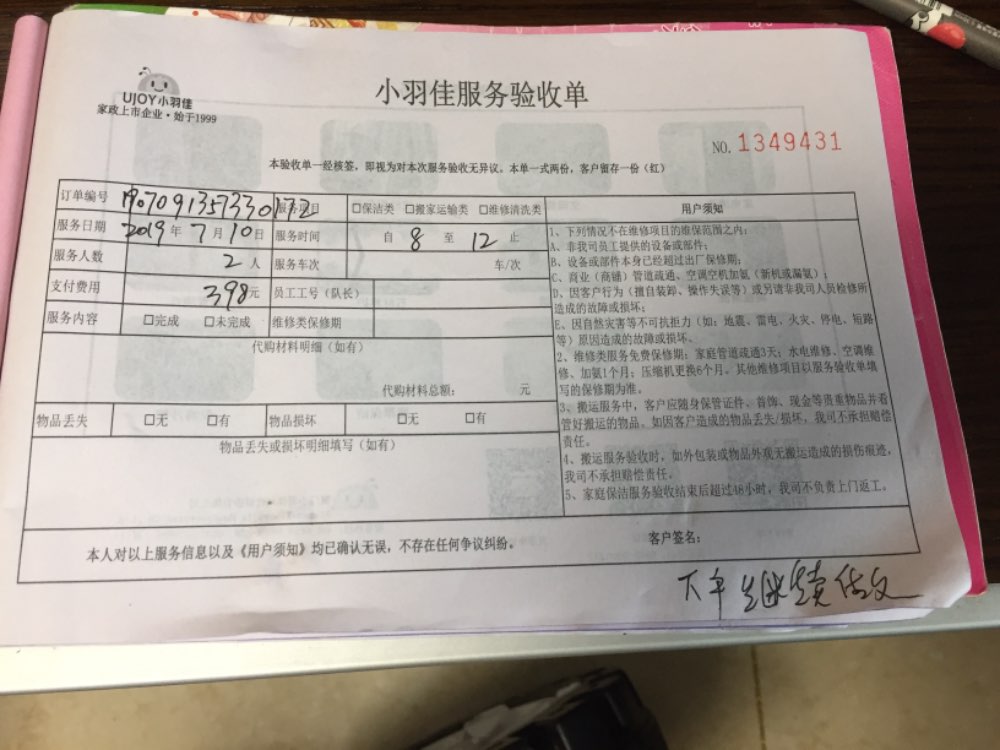 UJOY小羽佳
家政上市企业·始于1999
小羽佳服务验收单
NO. 1349431
本验收单一经核签，即视为对本次服务验收无异议。本单一式两份，客户留存一份（红）
订单编号 服务项目 □保洁类 □搬家运输类 □维修清洗类
服务日期 2019年7月10日 服务时间 自 8 至 12 止
服务人数 2人 服务车次 车/次
支付费用 398元 员工工号（队长）
服务内容 □完成 □未完成 维修类保修期
代购材料明细（如有）
代购材料总额： 元
物品丢失 □无 □有 物品损坏 □无 □有
物品丢失或损坏明细填写（如有）
用户须知
1、下列情况不在维修项目的维保范围之内：
A、非我司员工提供的设备或部件；
B、设备或部件本身已经超过出厂保修期；
C、商业（商铺）管道疏通、空调空机加氨（新机或漏氨）；
D、因客户行为（擅自装卸、操作失误等）或另请非我司人员检修所
造成的故障或损坏；
E、因自然灾害等不可抗拒力（如：地震、雷电、火灾、停电、短路
等）原因造成的故障或损坏、
2、维修类服务免费保修期：家庭管道疏通3天；水电维修、空调维
修、加氨1个月；压缩机更换6个月。其他维修项目以服务验收单填
写的保修期为准。
3、搬运服务中，客户应随身保管证件、首饰、现金等贵重物品并看
管好搬运的物品。如因客户造成的物品丢失/损坏，我司不承担赔偿
责任。
4、搬运服务验收时，如外包装或物品外观无搬运造成的损伤痕迹，
我司不承担赔偿责任。
5、家庭保洁服务验收结束后超过48小时，我司不负责上门返工。
本人对以上服务信息以及《用户须知》均已确认无误，不存在任何争议纠纷。
客户签名：
下午继续做